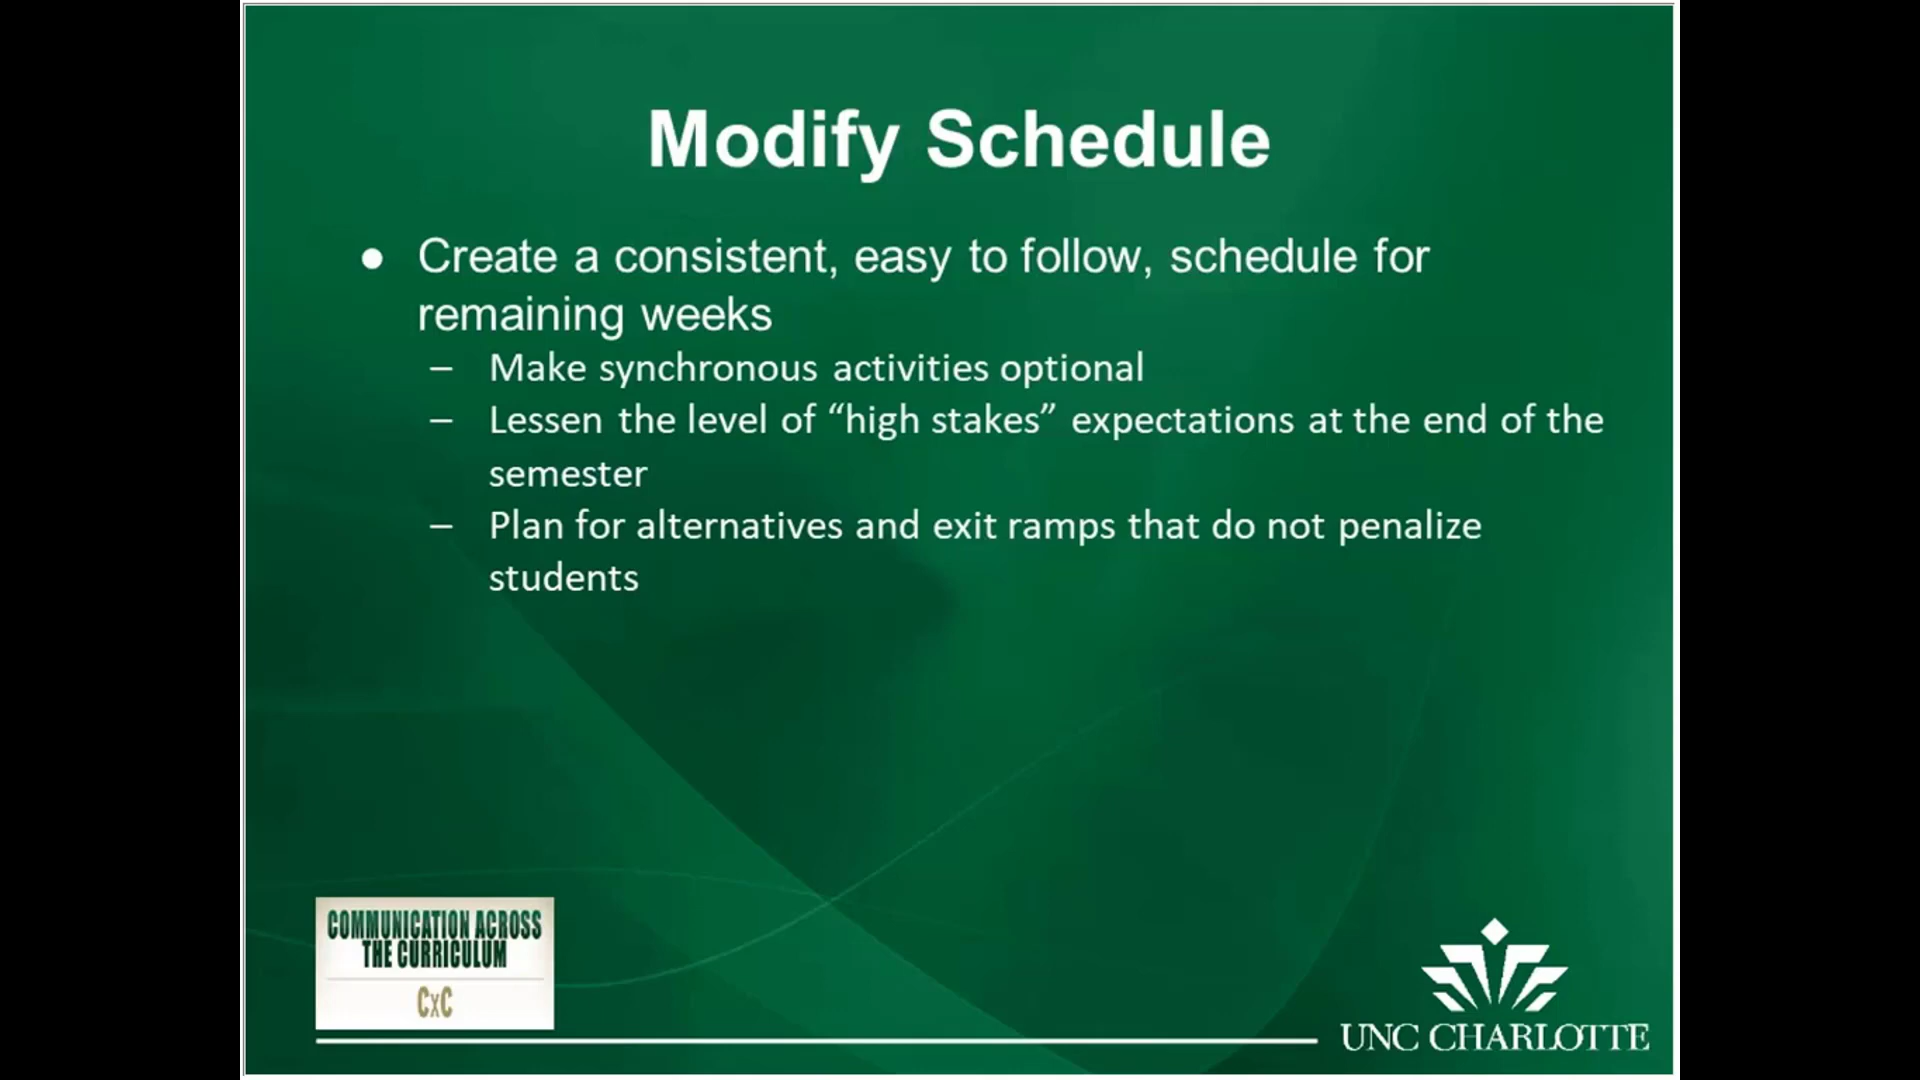 Modify Schedule
● Create a consistent, easy to follow, schedule for
remaining weeks
– Make synchronous activities optional
– Lessen the level of “high stakes” expectations at the end of the
semester
– Plan for alternatives and exit ramps that do not penalize
students
COMMUNICATION ACROSS
THE CURRICULUM
CxC
UNC CHARLOTTE